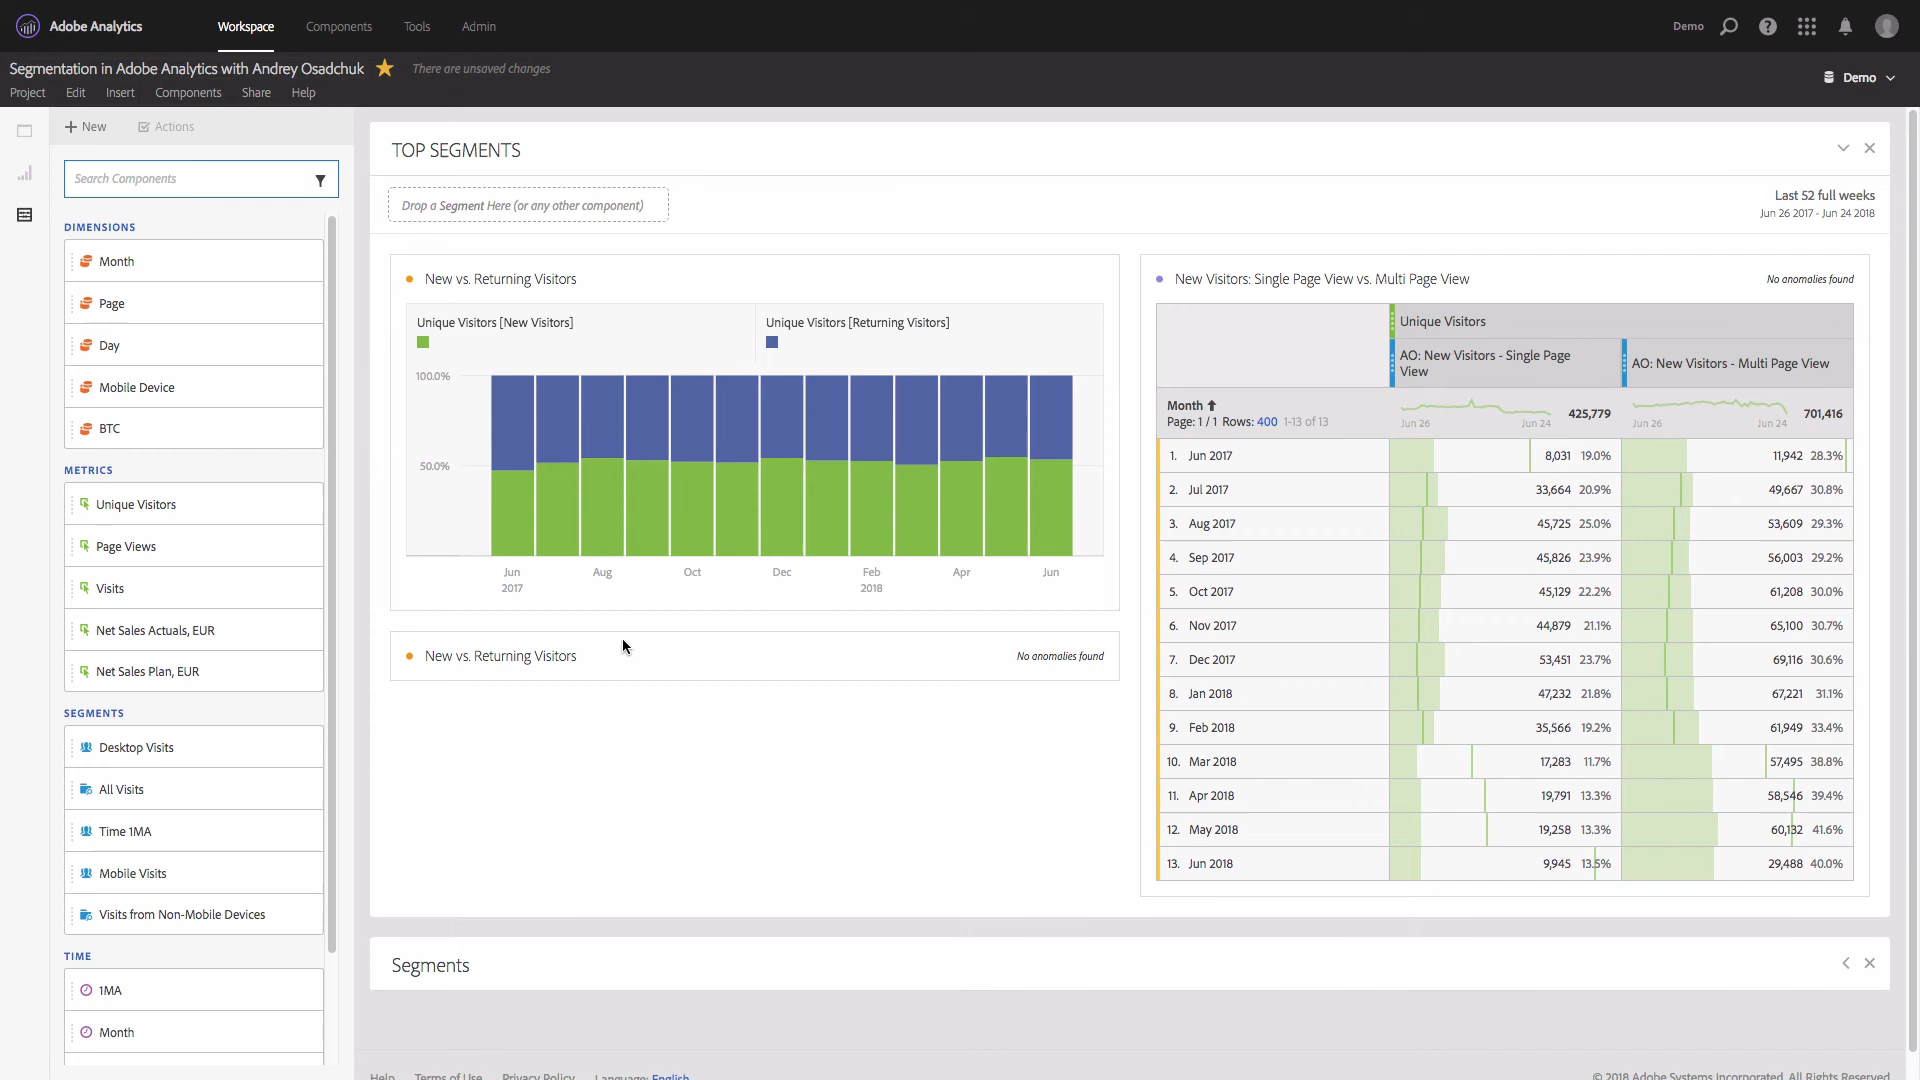 Adobe Analytics
Workspace
Components
Tools
Admin
Demo
Segmentation in Adobe Analytics with Andrey Osadchuk
There are unsaved changes
Demo
Project
Edit
Insert
Components
Share
Help
New
Actions
Search Components
DIMENSIONS
Month
Page
Day
Mobile Device
BTC
METRICS
Unique Visitors
Page Views
Visits
Net Sales Actuals, EUR
Net Sales Plan, EUR
SEGMENTS
Desktop Visits
All Visits
Time 1MA
Mobile Visits
Visits from Non-Mobile Devices
TIME
1MA
Month
TOP SEGMENTS
Drop a Segment Here (or any other component)
Last 52 full weeks
Jun 26 2017 - Jun 24 2018
New vs. Returning Visitors
Unique Visitors [New Visitors]
Unique Visitors [Returning Visitors]
100.0%
50.0%
Jun Aug Oct Dec Feb Apr Jun
2017 2018
New vs. Returning Visitors
No anomalies found
New Visitors: Single Page View vs. Multi Page View
No anomalies found
Unique Visitors
AO: New Visitors - Single Page
View
AO: New Visitors - Multi Page View
Month
Page: 1 / 1 Rows: 400 1-13 of 13
Jun 26 Jun 24 425,779
Jun 26 Jun 24 701,416
1. Jun 2017 8,031 19.0% 11,942 28.3%
2. Jul 2017 33,664 20.9% 49,667 30.8%
3. Aug 2017 45,725 25.0% 53,609 29.3%
4. Sep 2017 45,826 23.9% 56,003 29.2%
5. Oct 2017 45,129 22.2% 61,208 30.0%
6. Nov 2017 44,879 21.1% 65,100 30.7%
7. Dec 2017 53,451 23.7% 69,116 30.6%
8. Jan 2018 47,232 21.8% 67,221 31.1%
9. Feb 2018 35,566 19.2% 61,949 33.4%
10. Mar 2018 17,283 11.7% 57,495 38.8%
11. Apr 2018 19,791 13.3% 58,546 39.4%
12. May 2018 19,258 13.3% 60,132 41.6%
13. Jun 2018 9,945 13.5% 29,488 40.0%
Segments
Help
Terms of Use
Privacy Policy
Language: English
© 2018 Adobe Systems Incorporated. All Rights Reserved